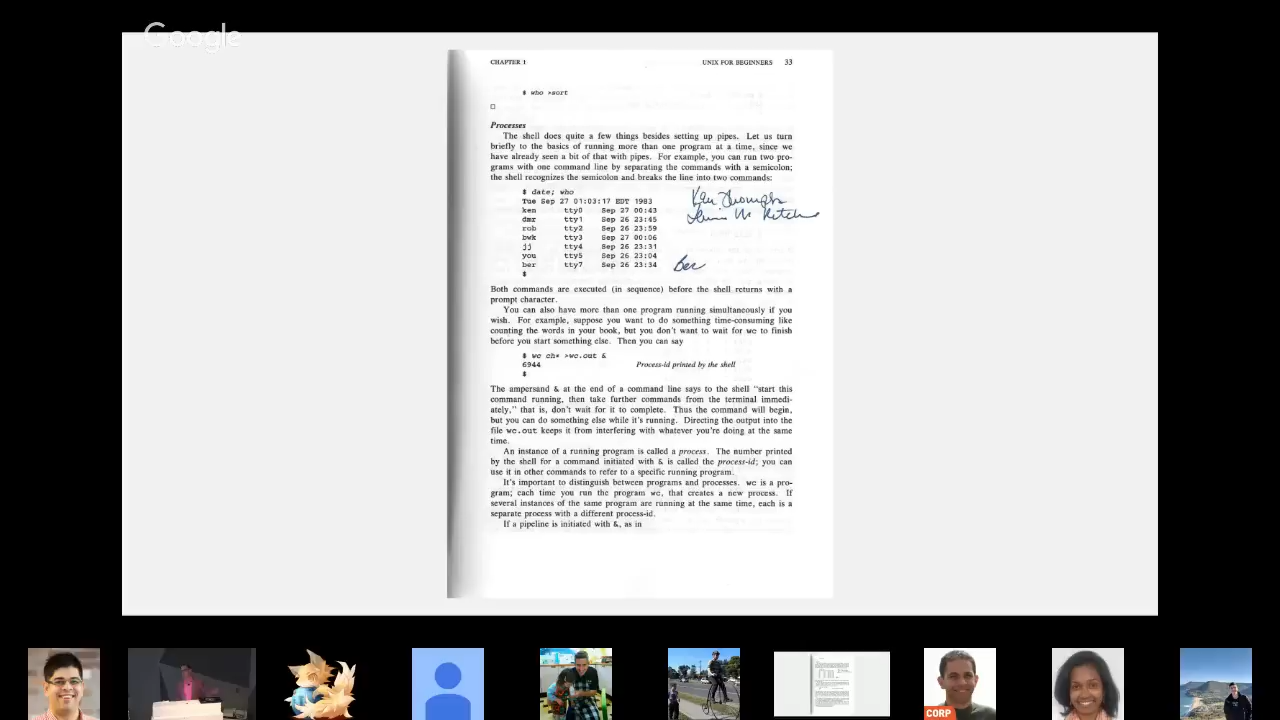 Google
CHAPTER 1 UNIX FOR BEGINNERS 33
$ who >sort
Processes
The shell does quite a few things besides setting up pipes. Let us turn
briefly to the basics of running more than one program at a time, since we
have already seen a bit of that with pipes. For example, you can run two pro-
grams with one command line by separating the commands with a semicolon;
the shell recognizes the semicolon and breaks the line into two commands:
$ date; who
Tue Sep 27 01:03:17 EDT 1983
ken tty0 Sep 27 00:43
dmr tty1 Sep 26 23:45
rob tty2 Sep 26 23:59
bwk tty3 Sep 27 00:06
jj tty4 Sep 26 23:31
you tty5 Sep 26 23:04
ber tty7 Sep 26 23:34
$
Ken Thompson
Dennis M Ritchie
Ber
Both commands are executed (in sequence) before the shell returns with a
prompt character.
You can also have more than one program running simultaneously if you
wish. For example, suppose you want to do something time-consuming like
counting the words in your book, but you don't want to wait for wc to finish
before you start something else. Then you can say
$ wc ch* >wc.out &
6944 Process-id printed by the shell
$
The ampersand & at the end of a command line says to the shell "start this
command running, then take further commands from the terminal immedi-
ately," that is, don't wait for it to complete. Thus the command will begin,
but you can do something else while it's running. Directing the output into the
file wc.out keeps it from interfering with whatever you're doing at the same
time.
An instance of a running program is called a process. The number printed
by the shell for a command initiated with & is called the process-id; you can
use it in other commands to refer to a specific running program.
It's important to distinguish between programs and processes. wc is a pro-
gram; each time you run the program wc, that creates a new process. If
several instances of the same program are running at the same time, each is a
separate process with a different process-id.
If a pipeline is initiated with &, as in
CORP